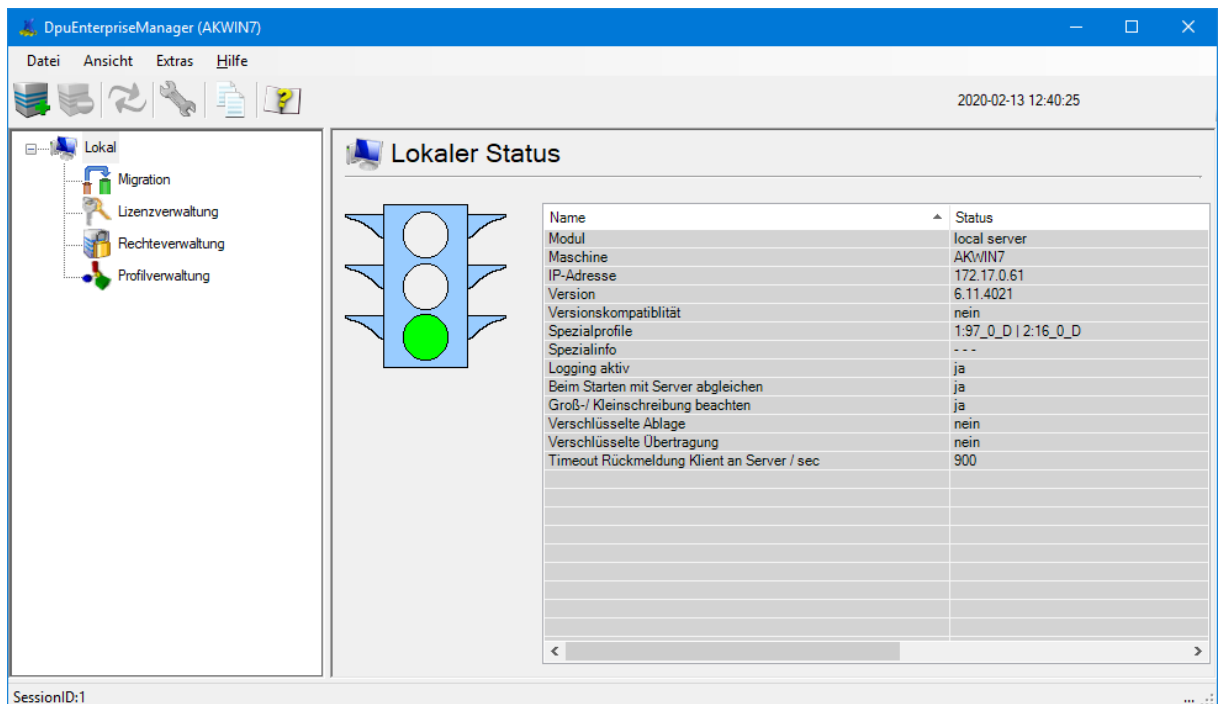 DpuEnterpriseManager (AKWIN7)
Datei Ansicht Extras Hilfe
2020-02-13 12:40:25
Lokal
Migration
Lizenzverwaltung
Rechteverwaltung
Profilverwaltung
Lokaler Status
Name Status
Modul local server
Maschine AKWIN7
IP-Adresse 172.17.0.61
Version 6.11.4021
Versionskompatiblität nein
Spezialprofile 1:97_0_D | 2:16_0_D
Spezialinfo - - -
Logging aktiv ja
Beim Starten mit Server abgleichen ja
Groß-/ Kleinschreibung beachten ja
Verschlüsselte Ablage nein
Verschlüsselte Übertragung nein
Timeout Rückmeldung Klient an Server / sec 900
SessionID:1 ...